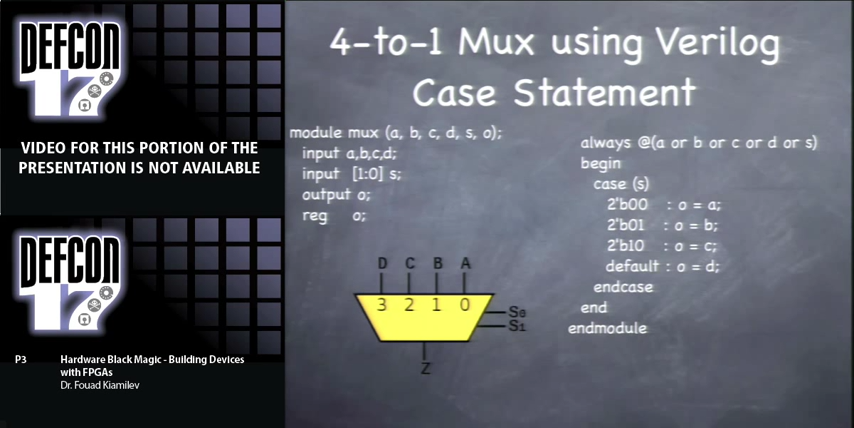 DEFCON
17
VIDEO FOR THIS PORTION OF THE
PRESENTATION IS NOT AVAILABLE
DEFCON
17
P3 Hardware Black Magic - Building Devices
with FPGAs
Dr. Fouad Kiamilev
4-to-1 Mux using Verilog
Case Statement
module mux (a, b, c, d, s, o);
input a,b,c,d;
input [1:0] s;
output o;
reg o;
always @(a or b or c or d or s)
begin
case (s)
2'b00 : o = a;
2'b01 : o = b;
2'b10 : o = c;
default : o = d;
endcase
end
endmodule
D C B A
3 2 1 0
S0
S1
Z